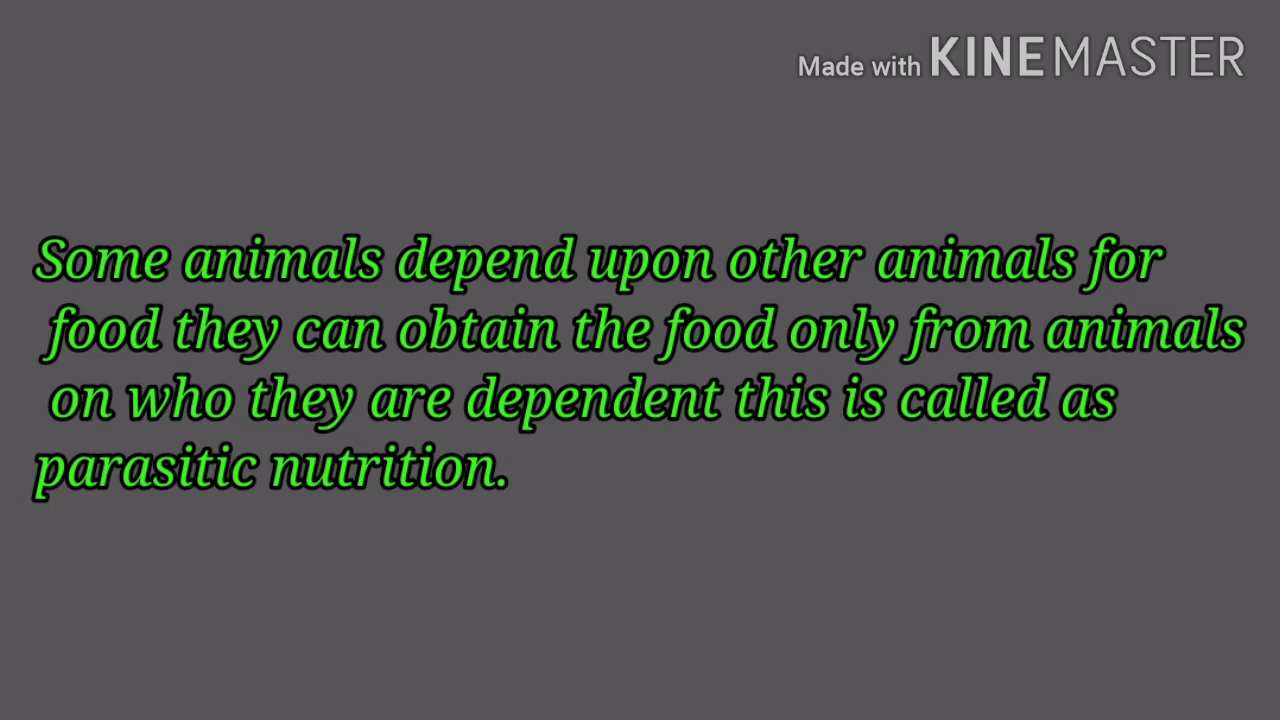 Made with KINEMASTER
Some animals depend upon other animals for
food they can obtain the food only from animals
on who they are dependent this is called as
parasitic nutrition.